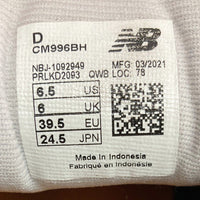 D
CM996BH NB
NBJ-1092949 MFG: 03/2021
PRLKD2093 QWB LOC: 78
6.5 US
6 UK
39.5 EU
24.5 JPN
Made in Indonesia
Fabriqué en Indonésie